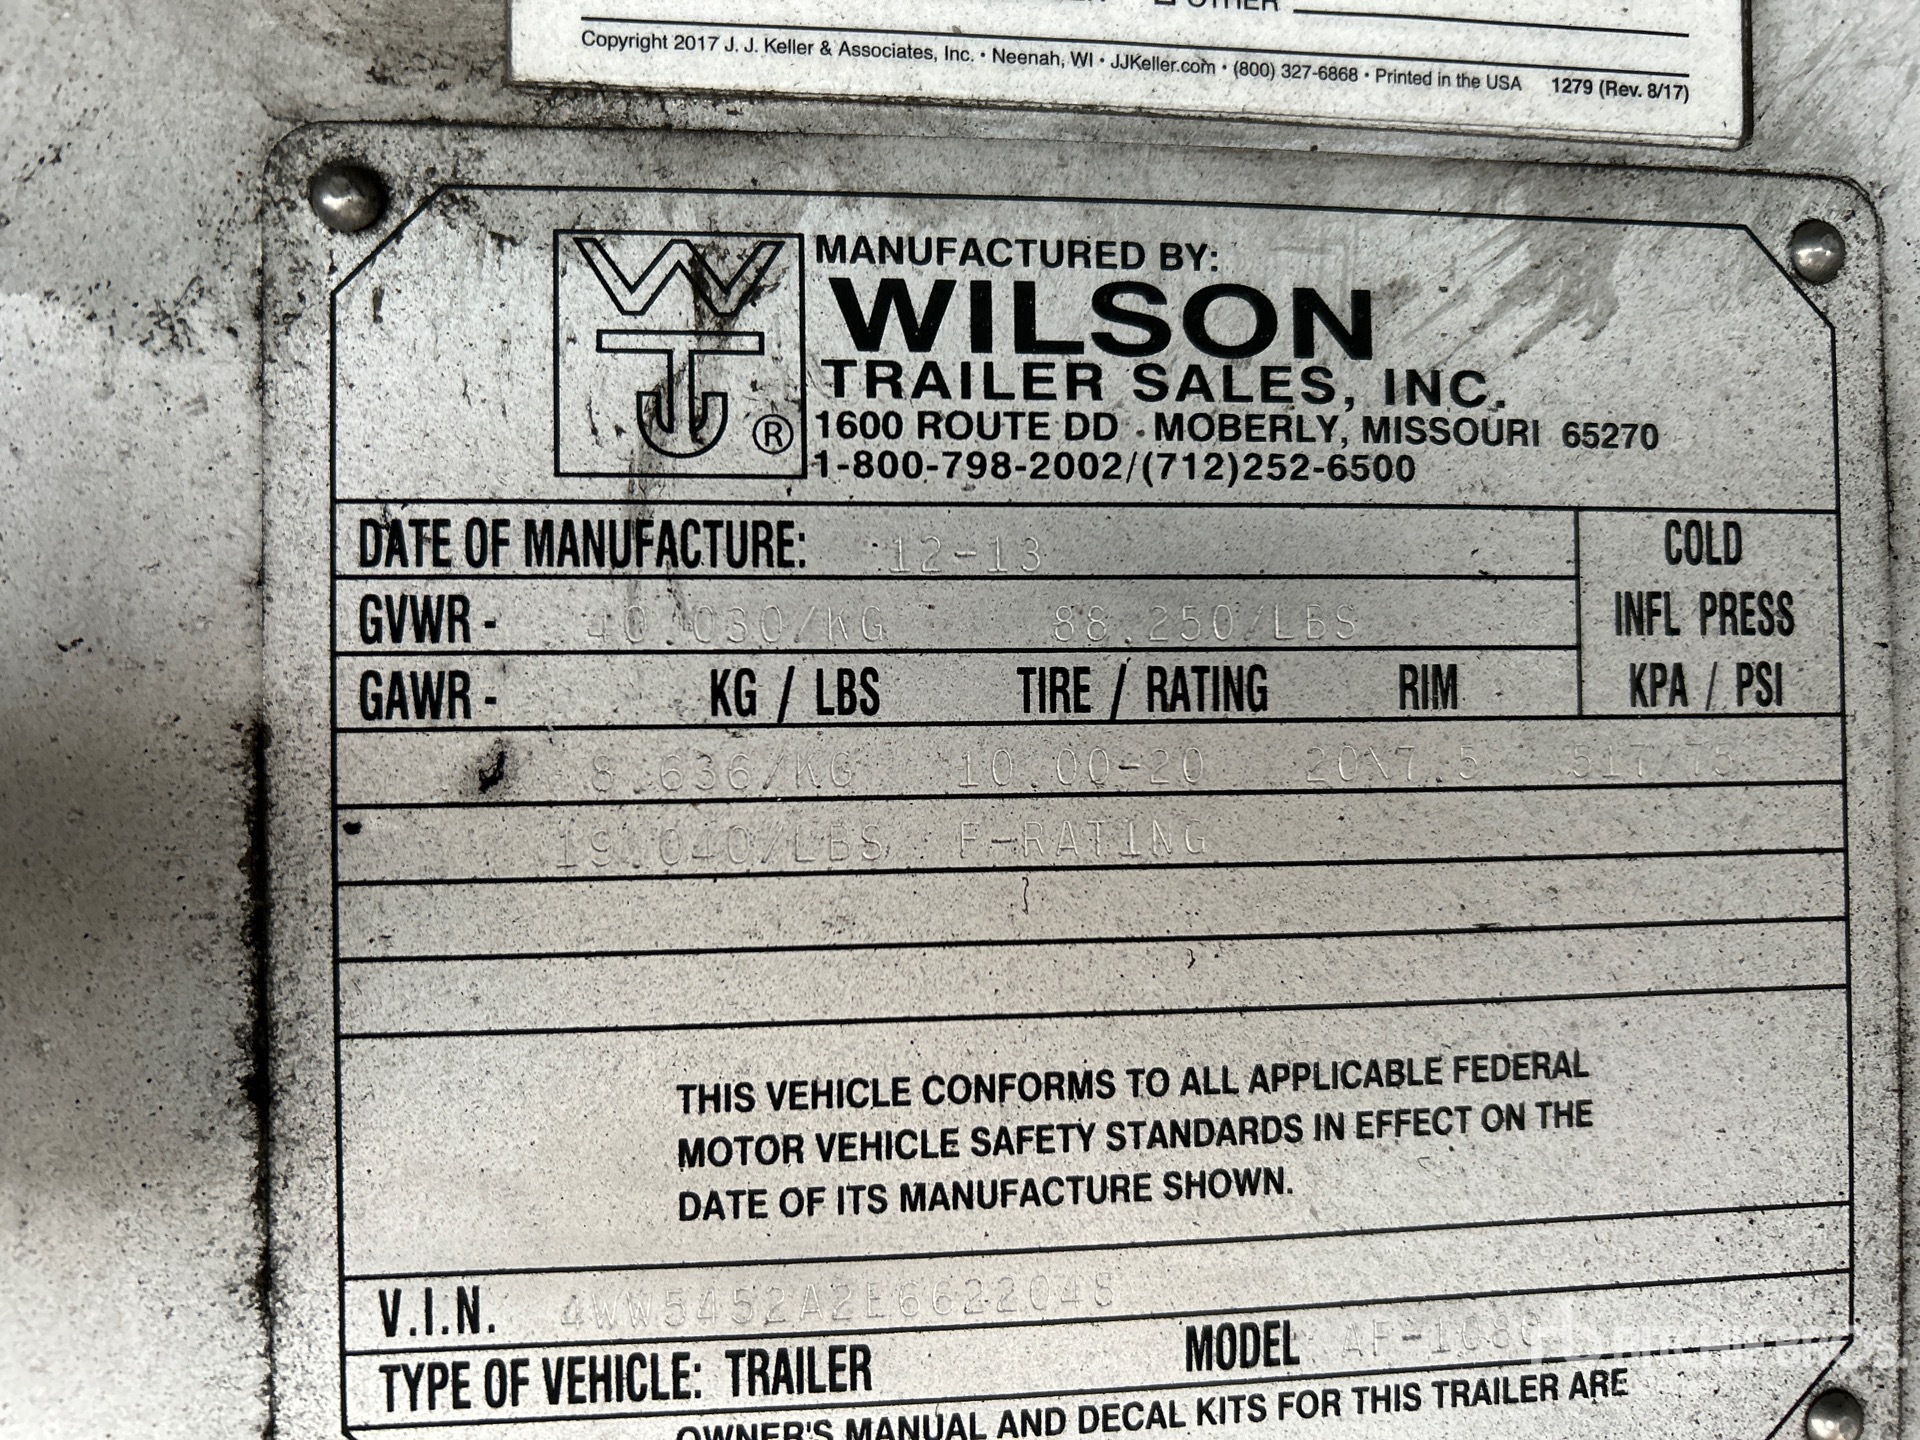 OTHER
Copyright 2017 J. J. Keller & Associates, Inc. • Neenah, WI • JJKeller.com • (800) 327-6868 • Printed in the USA 1279 (Rev. 8/17)
MANUFACTURED BY:
WILSON
TRAILER SALES, INC.
®
1600 ROUTE DD - MOBERLY, MISSOURI 65270
1-800-798-2002/(712)252-6500
DATE OF MANUFACTURE: 12-13
COLD
INFL PRESS
KPA / PSI
GVWR - 40.030/KG 88.250/LBS
GAWR - KG / LBS TIRE / RATING RIM
8.636/KG 10.00-20 20\7.5 517 75
19.040/LBS F-RATING
THIS VEHICLE CONFORMS TO ALL APPLICABLE FEDERAL
MOTOR VEHICLE SAFETY STANDARDS IN EFFECT ON THE
DATE OF ITS MANUFACTURE SHOWN.
V.I.N. 4WW5452A2E6622048
TYPE OF VEHICLE: TRAILER MODEL
OWNER'S MANUAL AND DECAL KITS FOR THIS TRAILER ARE